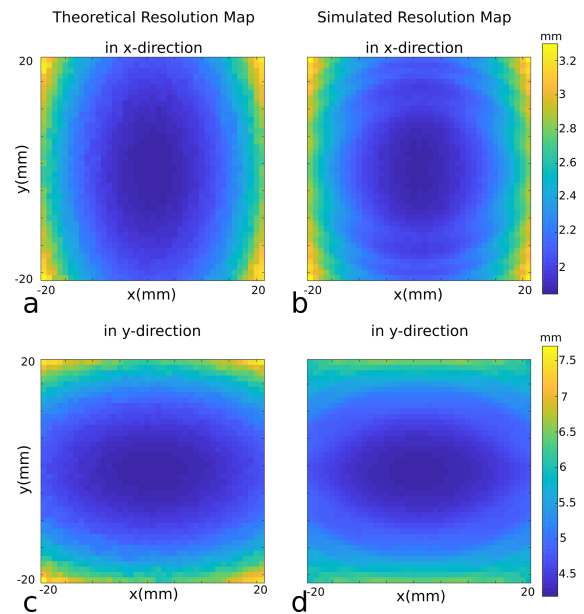 Theoretical Resolution Map
Simulated Resolution Map
in x-direction
in x-direction
mm
20
y(mm)
-20
-20
x(mm)
20
a
-20
x(mm)
20
b
3.2
3
2.8
2.6
2.4
2.2
2
in y-direction
in y-direction
mm
20
y(mm)
-20
-20
x(mm)
20
c
-20
x(mm)
20
d
7.5
7
6.5
6
5.5
5
4.5